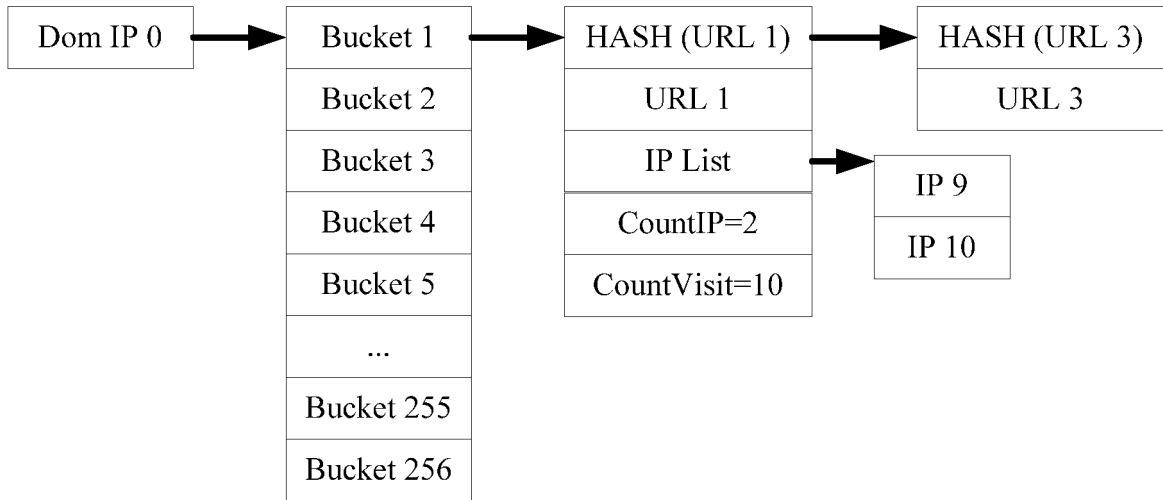 Dom IP 0
Bucket 1
Bucket 2
Bucket 3
Bucket 4
Bucket 5
...
Bucket 255
Bucket 256
HASH (URL 1)
URL 1
IP List
CountIP=2
CountVisit=10
HASH (URL 3)
URL 3
IP 9
IP 10